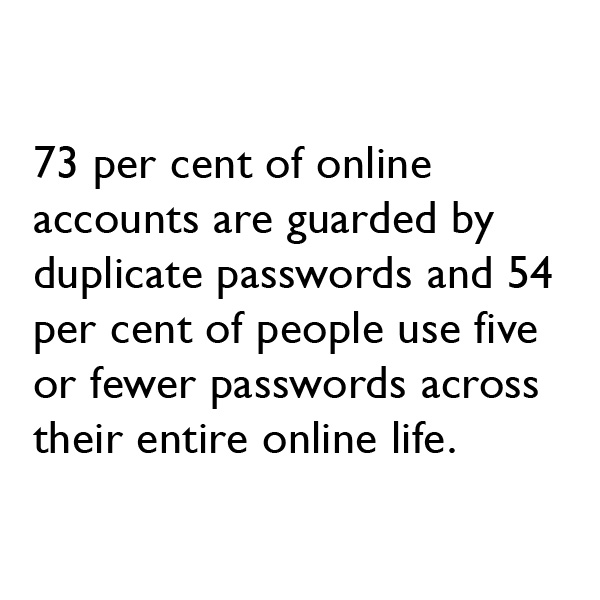 73 per cent of online
accounts are guarded by
duplicate passwords and 54
per cent of people use five
or fewer passwords across
their entire online life.